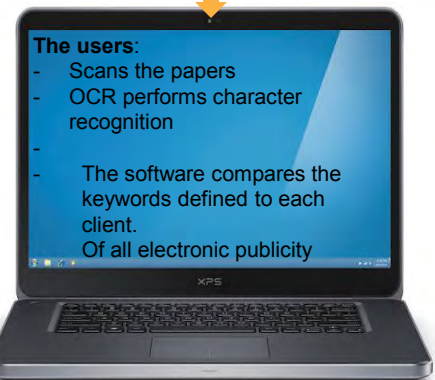 The users:
- Scans the papers
- OCR performs character
recognition
-
- The software compares the
keywords defined to each
client.
Of all electronic publicity
XPS